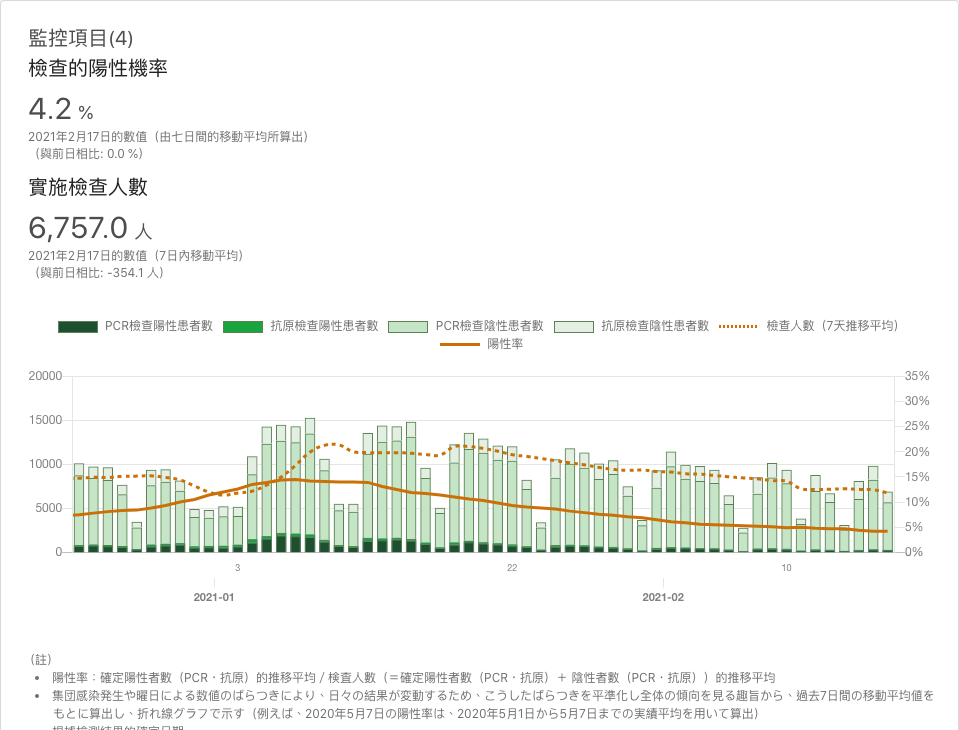 監控項目(4)
檢查的陽性機率
4.2 %
2021年2月17日的數值（由七日間的移動平均所算出）
（與前日相比: 0.0 %）
實施檢查人數
6,757.0 人
2021年2月17日的數值（7日內移動平均）
（與前日相比: -354.1 人）
PCR檢查陽性患者數 抗原檢查陽性患者數 PCR檢查陰性患者數 抗原檢查陰性患者數 檢查人數（7天推移平均）
陽性率
20000 35%
30%
15000 25%
20%
10000 15%
5000 10%
5%
0 0%
3 22 10
2021-01 2021-02
（註）
• 陽性率：確定陽性者數（PCR・抗原）的推移平均 / 検査人數（＝確定陽性者數（PCR・抗原）＋ 陰性者數（PCR・抗原））的推移平均
• 集団感染発生や曜日による数値のばらつきにより、日々の結果が変動するため、こうしたばらつきを平準化し全体の傾向を見る趣旨から、過去7日間の移動平均値を
もとに算出し、折れ線グラフで示す（例えば、2020年5月7日の陽性率は、2020年5月1日から5月7日までの実績平均を用いて算出）